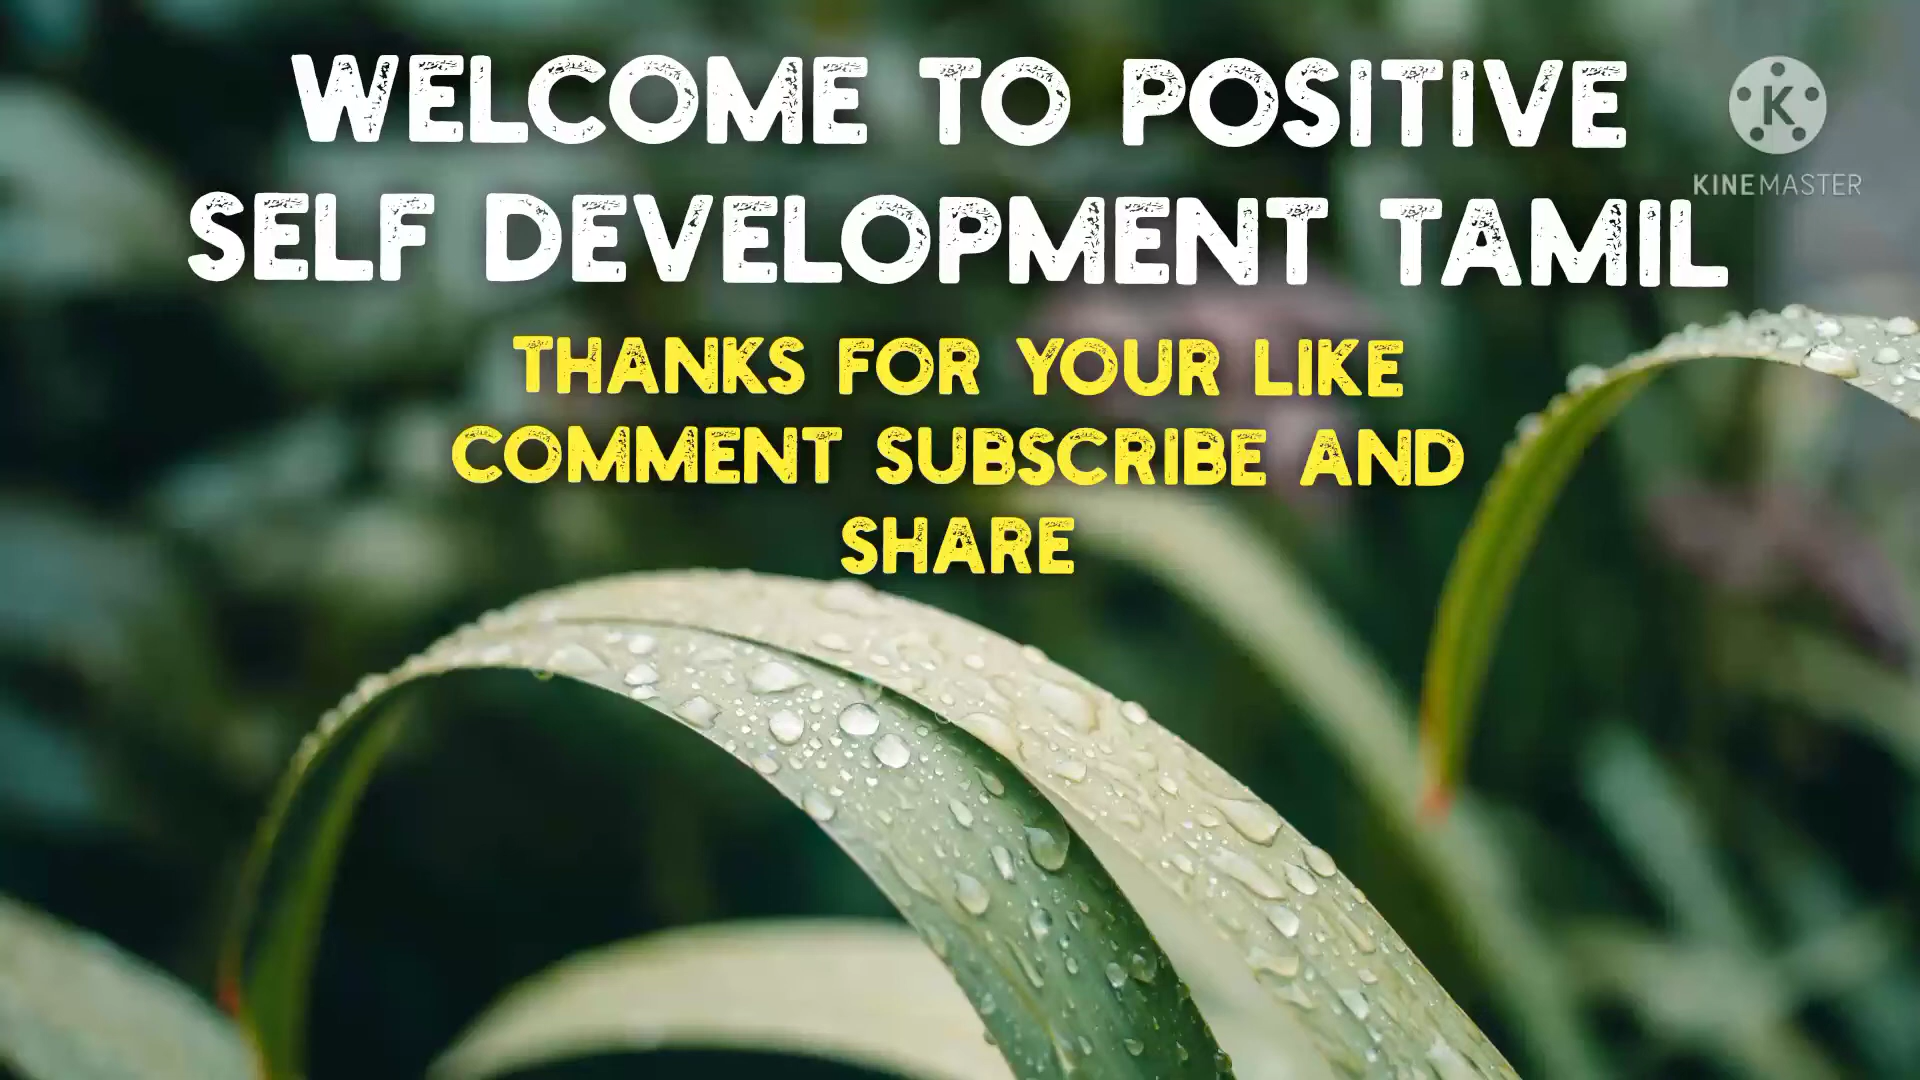 WELCOME TO POSITIVE
SELF DEVELOPMENT TAMIL
THANKS FOR YOUR LIKE
COMMENT SUBSCRIBE AND
SHARE
K
KINEMASTER